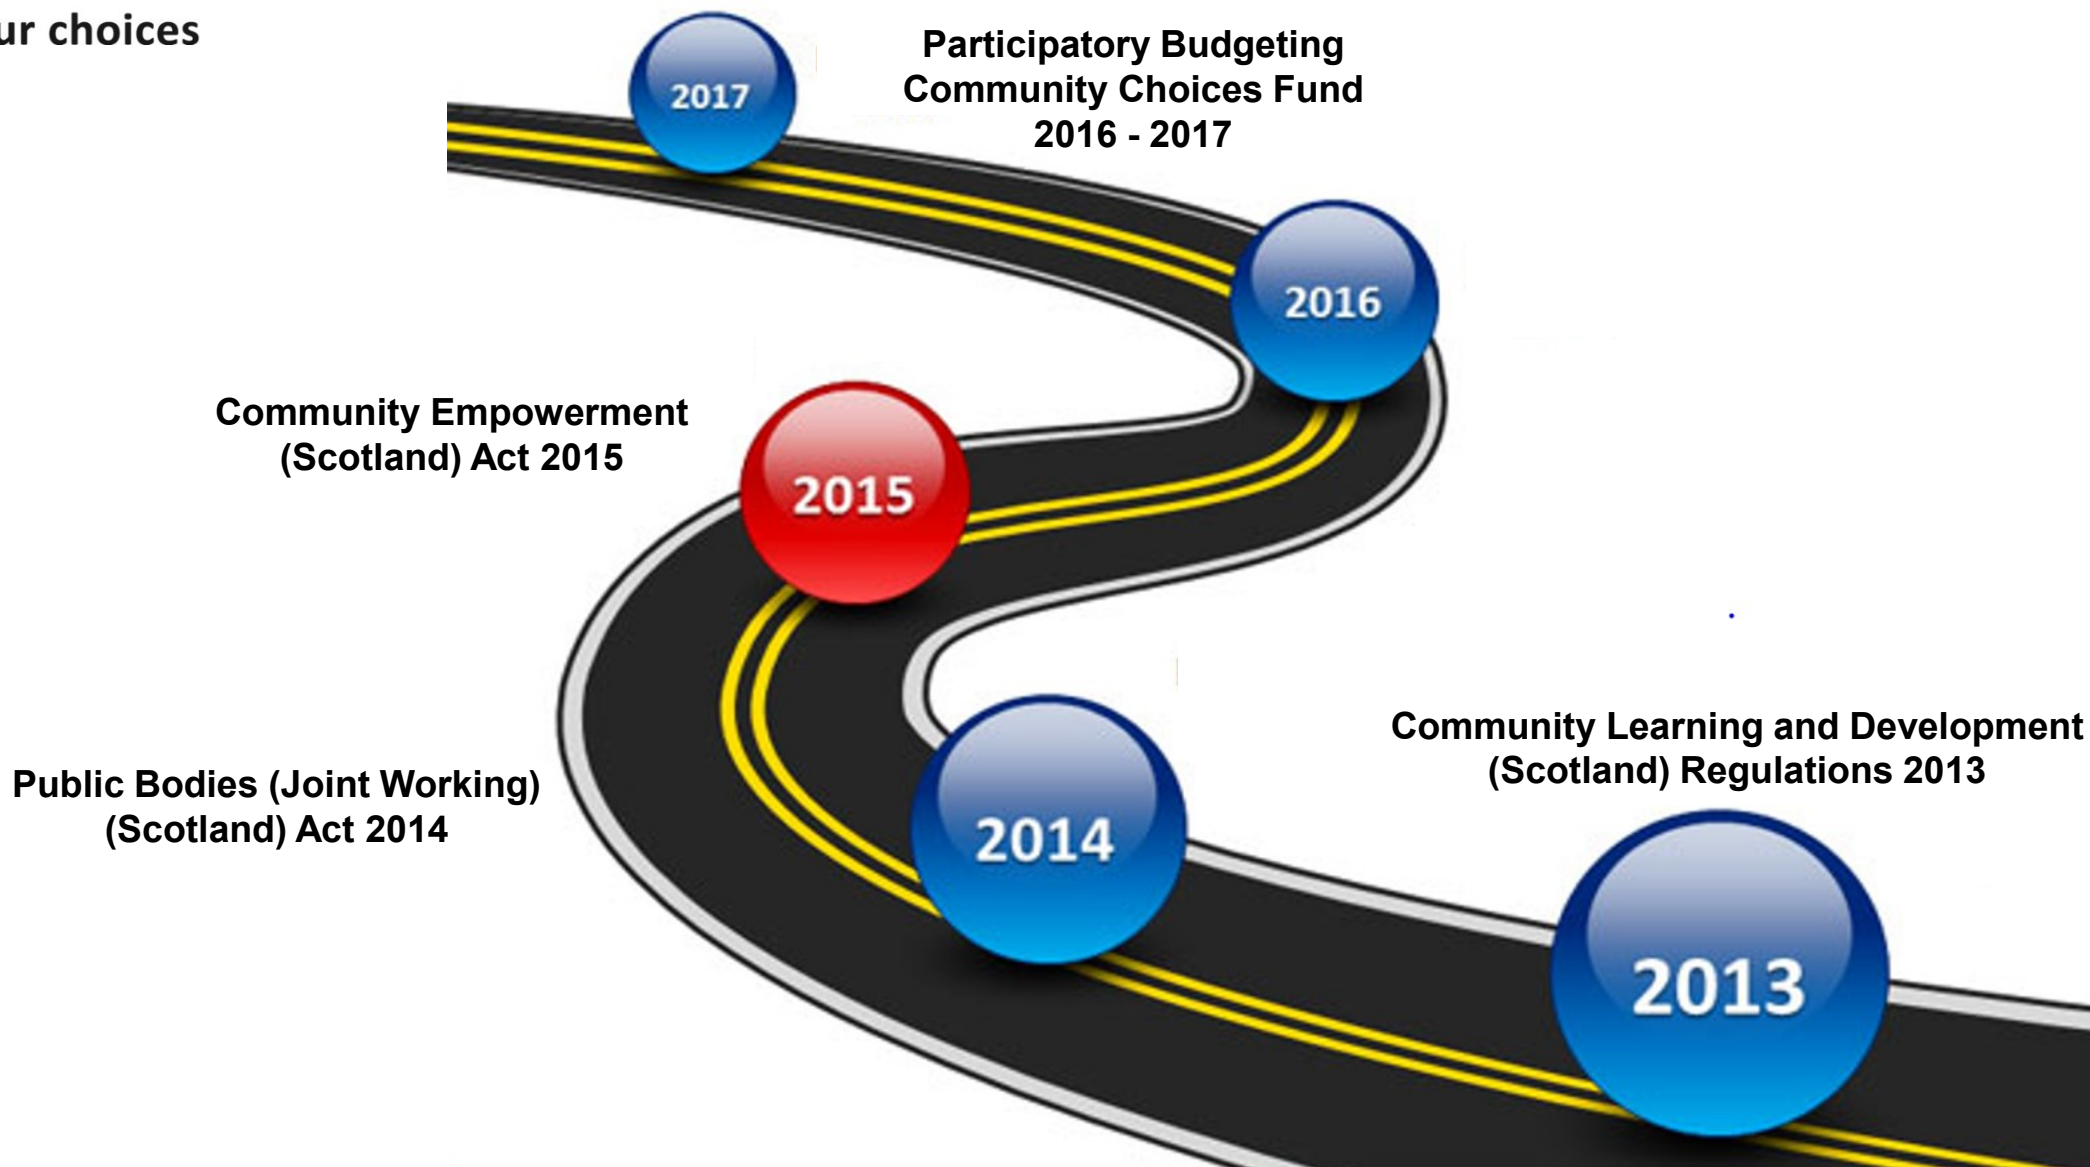 ur choices
Participatory Budgeting
Community Choices Fund
2016 - 2017
2017
2016
Community Empowerment
(Scotland) Act 2015
2015
Community Learning and Development
(Scotland) Regulations 2013
Public Bodies (Joint Working)
(Scotland) Act 2014
2014
2013